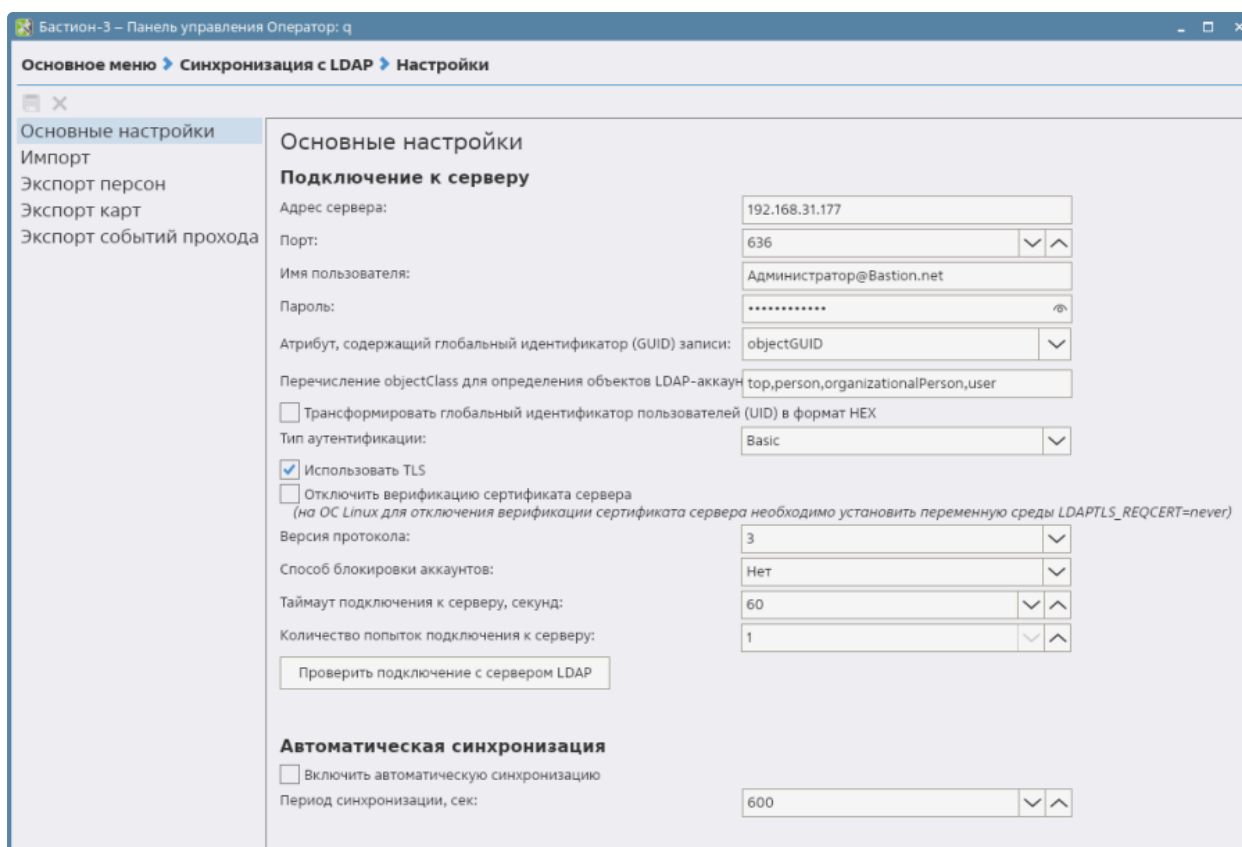 Бастион-3 – Панель управления Оператор: q
Основное меню Синхронизация с LDAP Настройки
Основные настройки
Импорт
Экспорт персон
Экспорт карт
Экспорт событий прохода
Основные настройки
Подключение к серверу
Адрес сервера: 192.168.31.177
Порт: 636
Имя пользователя: Администратор@Bastion.net
Пароль: ••••••••••••
Атрибут, содержащий глобальный идентификатор (GUID) записи: objectGUID
Перечисление objectClass для определения объектов LDAP-аккаун top,person,organizationalPerson,user
Трансформировать глобальный идентификатор пользователей (UID) в формат HEX
Тип аутентификации: Basic
Использовать TLS
Отключить верификацию сертификата сервера
(на ОС Linux для отключения верификации сертификата сервера необходимо установить переменную среды LDAPTLS_REQCERT=never)
Версия протокола: 3
Способ блокировки аккаунтов: Нет
Таймаут подключения к серверу, секунд: 60
Количество попыток подключения к серверу: 1
Проверить подключение с сервером LDAP
Автоматическая синхронизация
Включить автоматическую синхронизацию
Период синхронизации, сек: 600